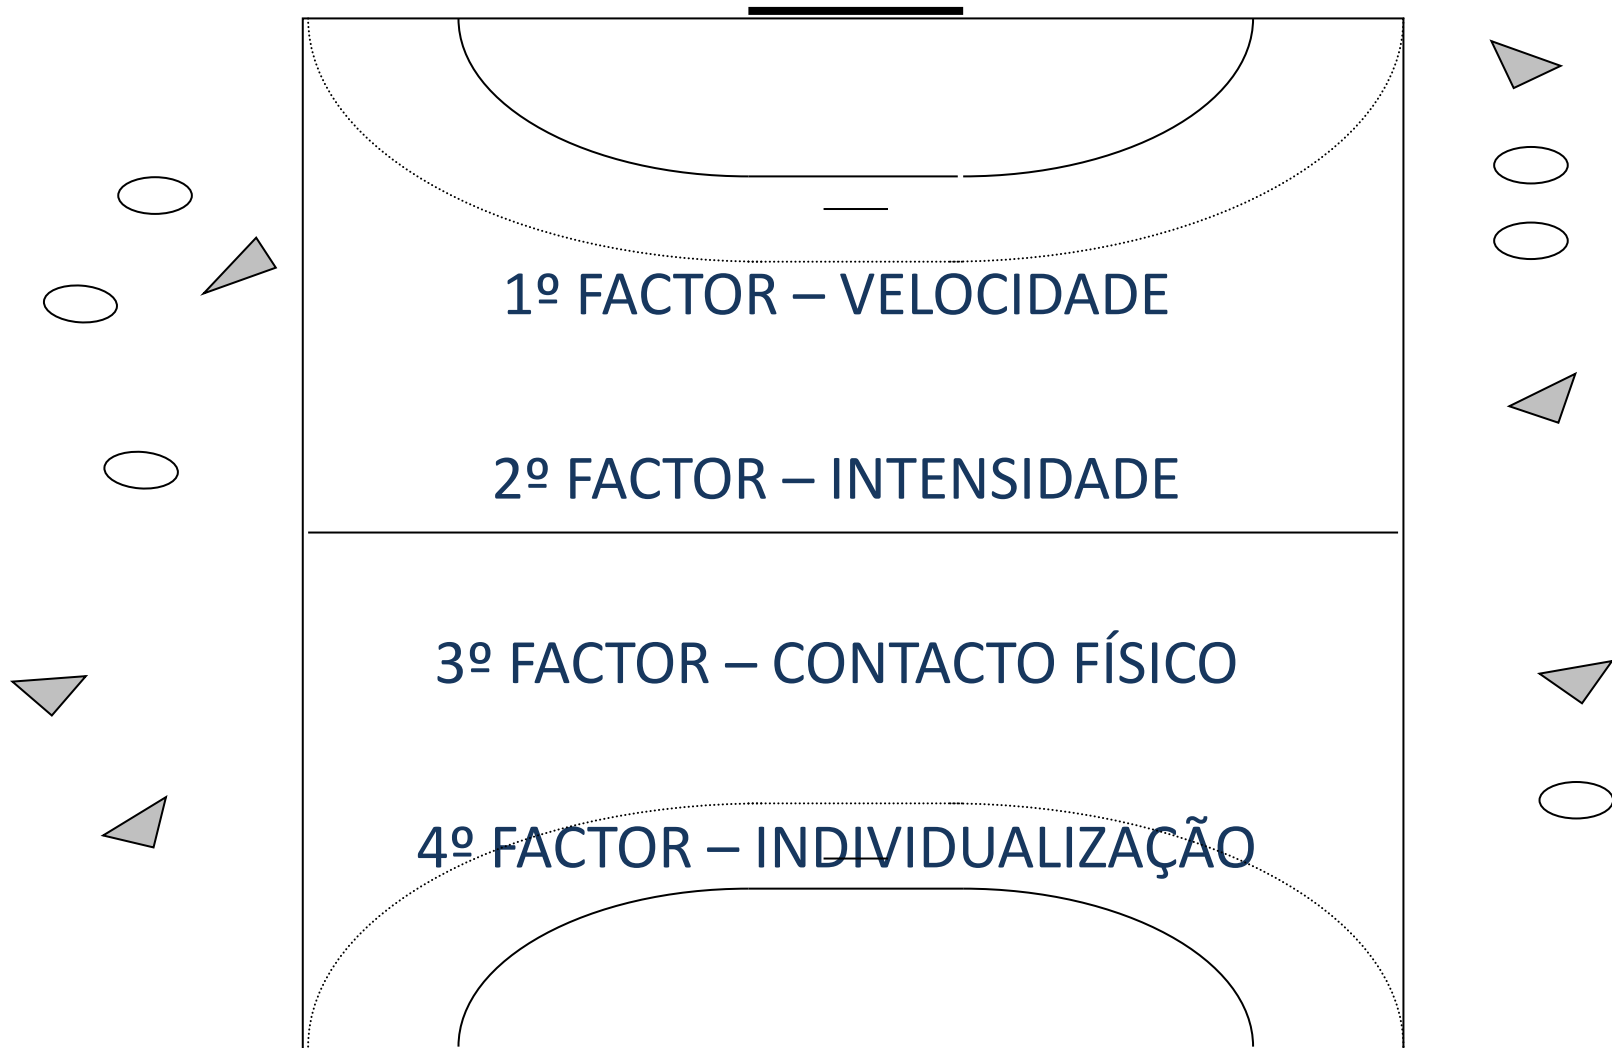 1º FACTOR – VELOCIDADE
2º FACTOR – INTENSIDADE
3º FACTOR – CONTACTO FÍSICO
4º FACTOR – INDIVIDUALIZAÇÃO